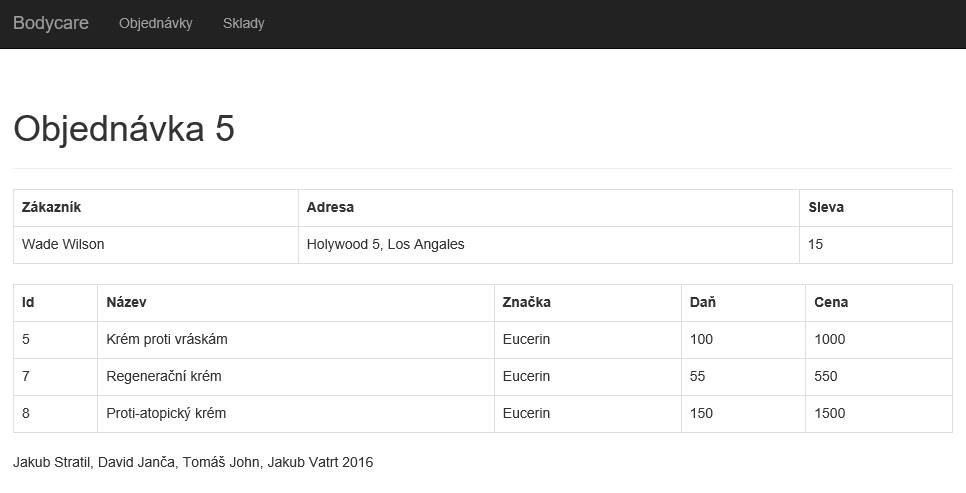 Bodycare Objednávky Sklady
Objednávka 5
Zákazník Adresa Sleva
Wade Wilson Holywood 5, Los Angales 15
Id Název Značka Daň Cena
5 Krém proti vráskám Eucerin 100 1000
7 Regenerační krém Eucerin 55 550
8 Proti-atopický krém Eucerin 150 1500
Jakub Stratil, David Janča, Tomáš John, Jakub Vatrt 2016